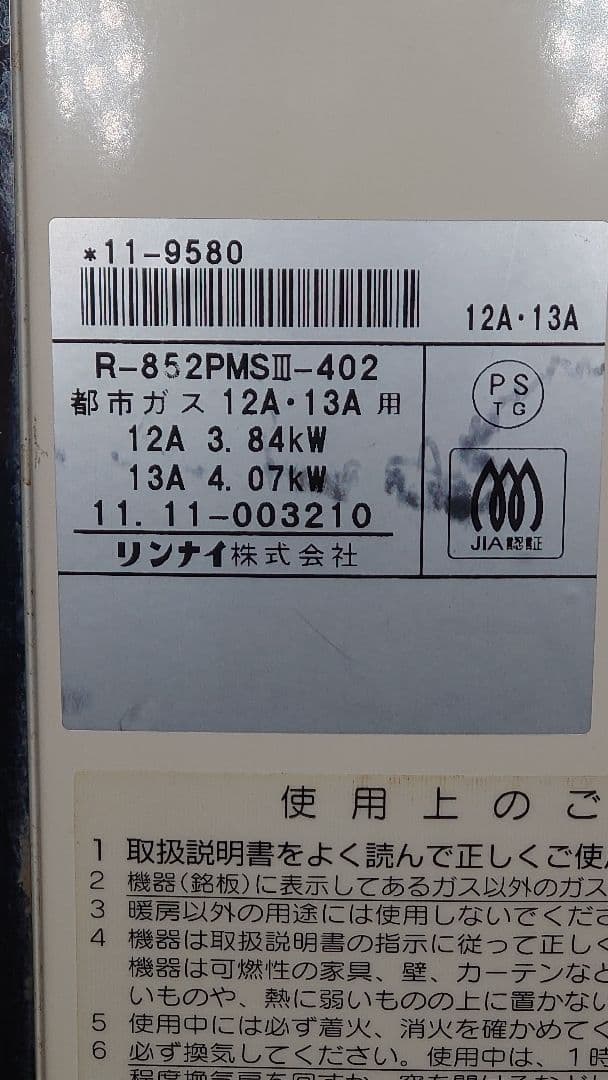 *11-9580
12A・13A
R-852PMSⅢ-402
都市ガス 12A・13A 用
12A 3.84kW
13A 4.07kW
11.11-003210
リンナイ株式会社
PS
TG
JIA認証
使用上のご
1 取扱説明書をよく読んで正しくご使
2 機器(銘板)に表示してあるガス以外のガス
3 暖房以外の用途には使用しないでくださ
4 機器は取扱説明書の指示に従って正し
機器は可燃性の家具、壁、カーテンなど
いものや、熱に弱いものの上に置かない
5 使用中には必ず着火、消火を確かめて
6 必ず換気してください。使用中は、1時